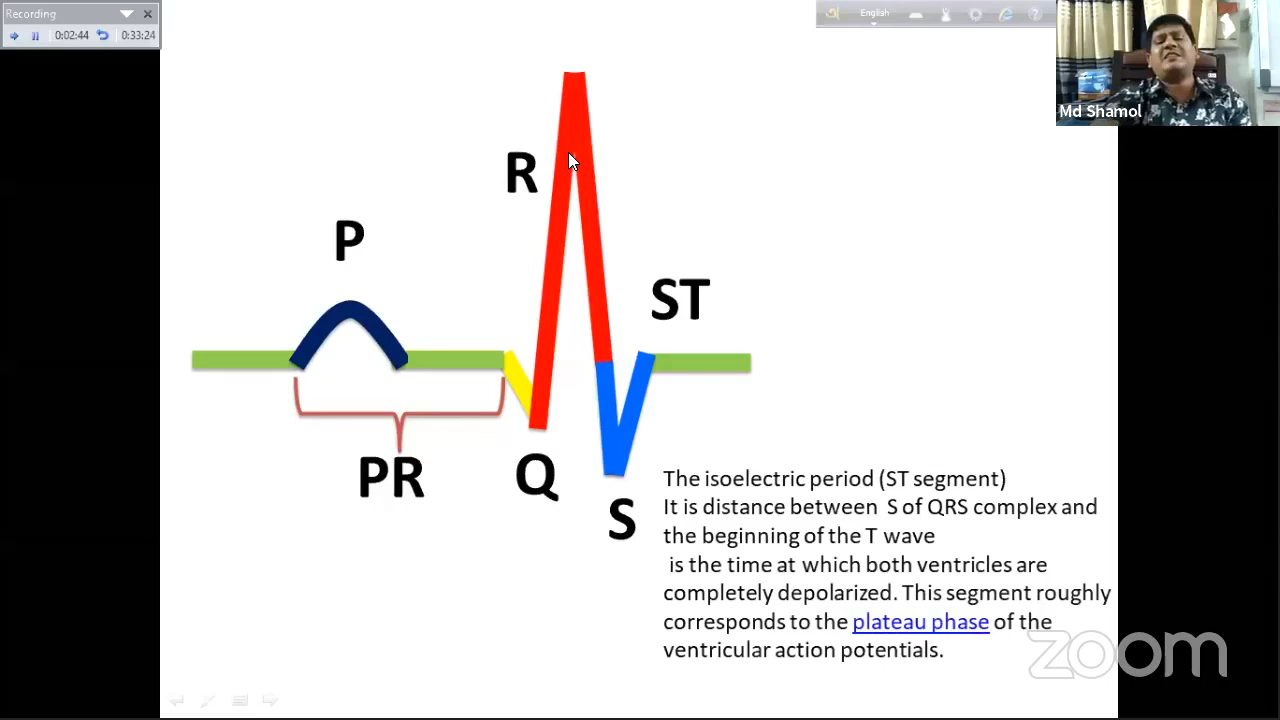 Recording
0:02:44
0:33:24
English
Md Shamol
R
P
ST
PR
Q
S
The isoelectric period (ST segment)
It is distance between S of QRS complex and
the beginning of the T wave
is the time at which both ventricles are
completely depolarized. This segment roughly
corresponds to the plateau phase of the
ventricular action potentials.
zoom